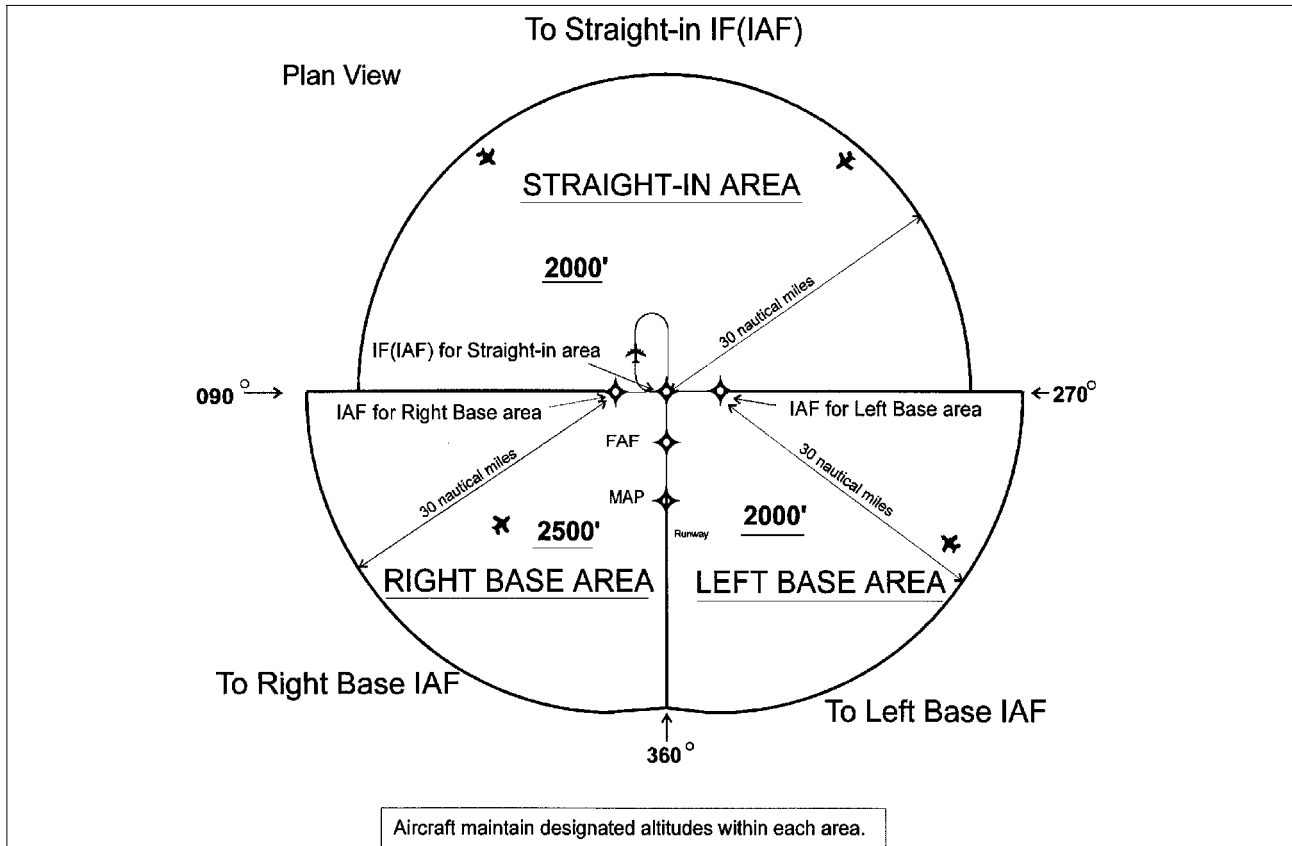 To Straight-in IF(IAF)
Plan View
STRAIGHT-IN AREA
2000'
30 nautical miles
IF(IAF) for Straight-in area
090°
270°
IAF for Right Base area
IAF for Left Base area
FAF
30 nautical miles
30 nautical miles
MAP
2500'
2000'
Runway
RIGHT BASE AREA
LEFT BASE AREA
To Right Base IAF
To Left Base IAF
360°
Aircraft maintain designated altitudes within each area.